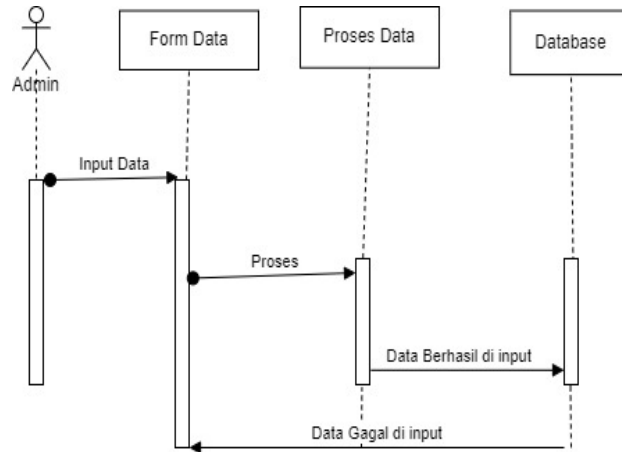 Form Data
Proses Data
Database
Admin
Input Data
Proses
Data Berhasil di input
Data Gagal di input